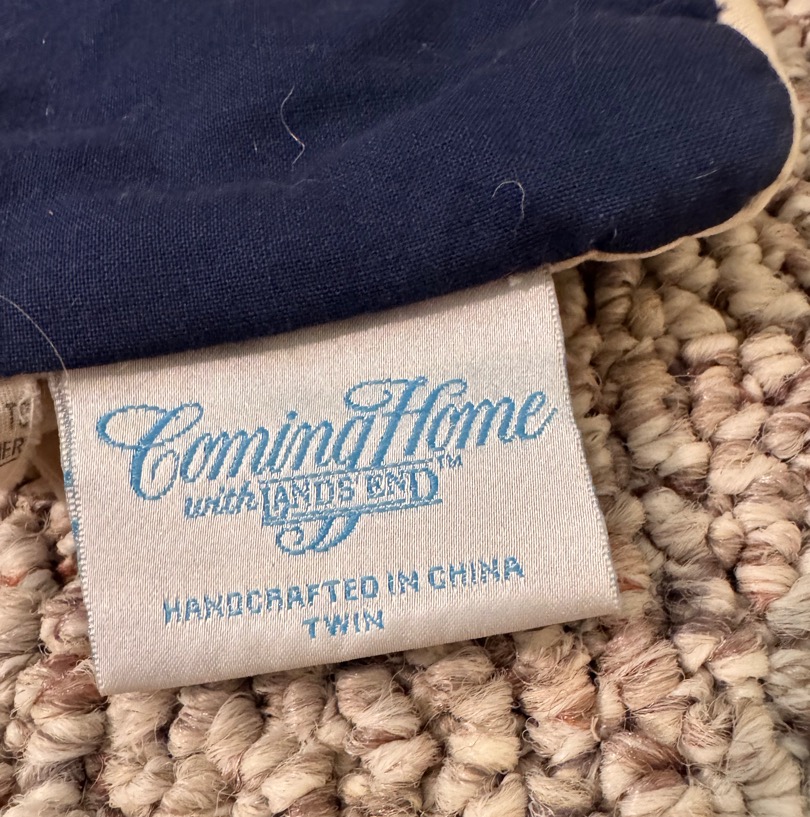 Coming Home
with LANDS' END™
HANDCRAFTED IN CHINA
TWIN